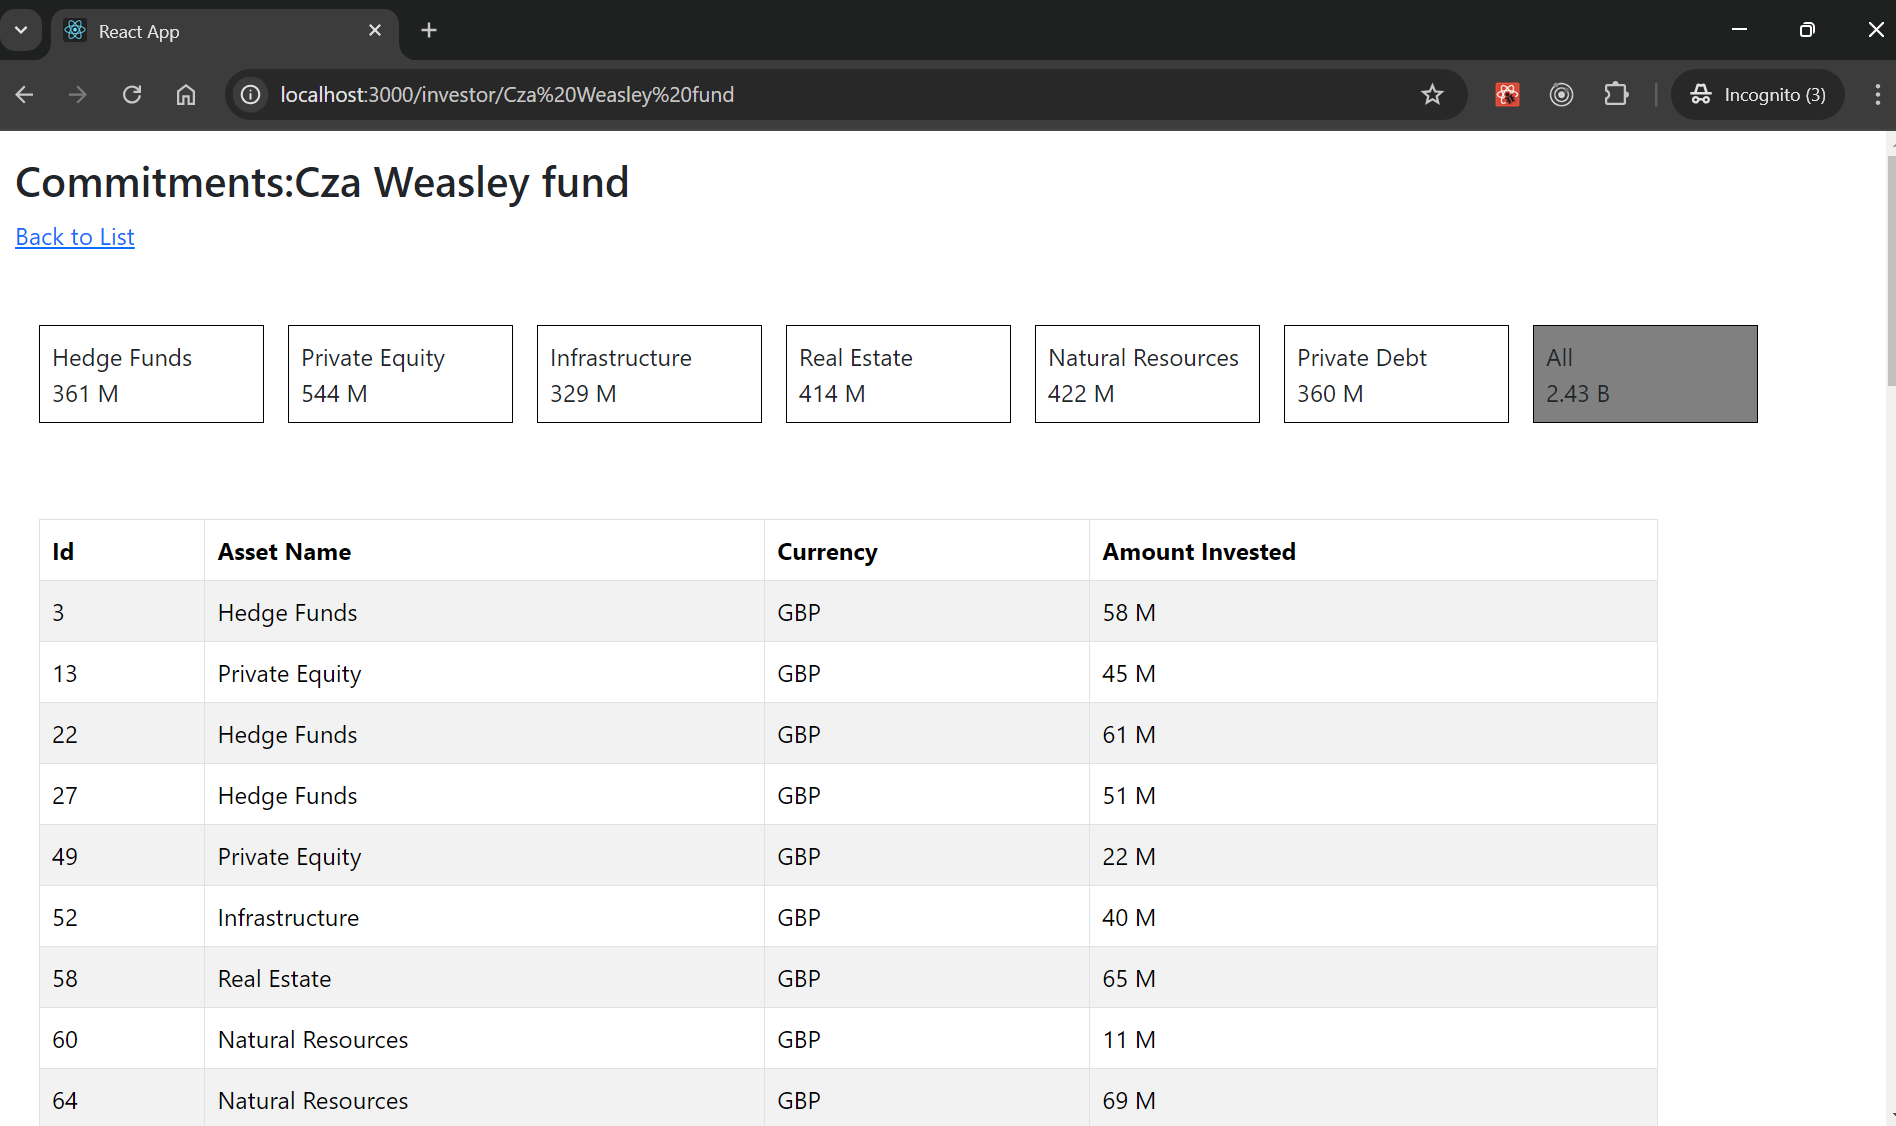 React App
localhost:3000/investor/Cza%20Weasley%20fund
Incognito (3)
Commitments:Cza Weasley fund
Back to List
Hedge Funds
361 M
Private Equity
544 M
Infrastructure
329 M
Real Estate
414 M
Natural Resources
422 M
Private Debt
360 M
All
2.43 B
Id Asset Name Currency Amount Invested
3 Hedge Funds GBP 58 M
13 Private Equity GBP 45 M
22 Hedge Funds GBP 61 M
27 Hedge Funds GBP 51 M
49 Private Equity GBP 22 M
52 Infrastructure GBP 40 M
58 Real Estate GBP 65 M
60 Natural Resources GBP 11 M
64 Natural Resources GBP 69 M